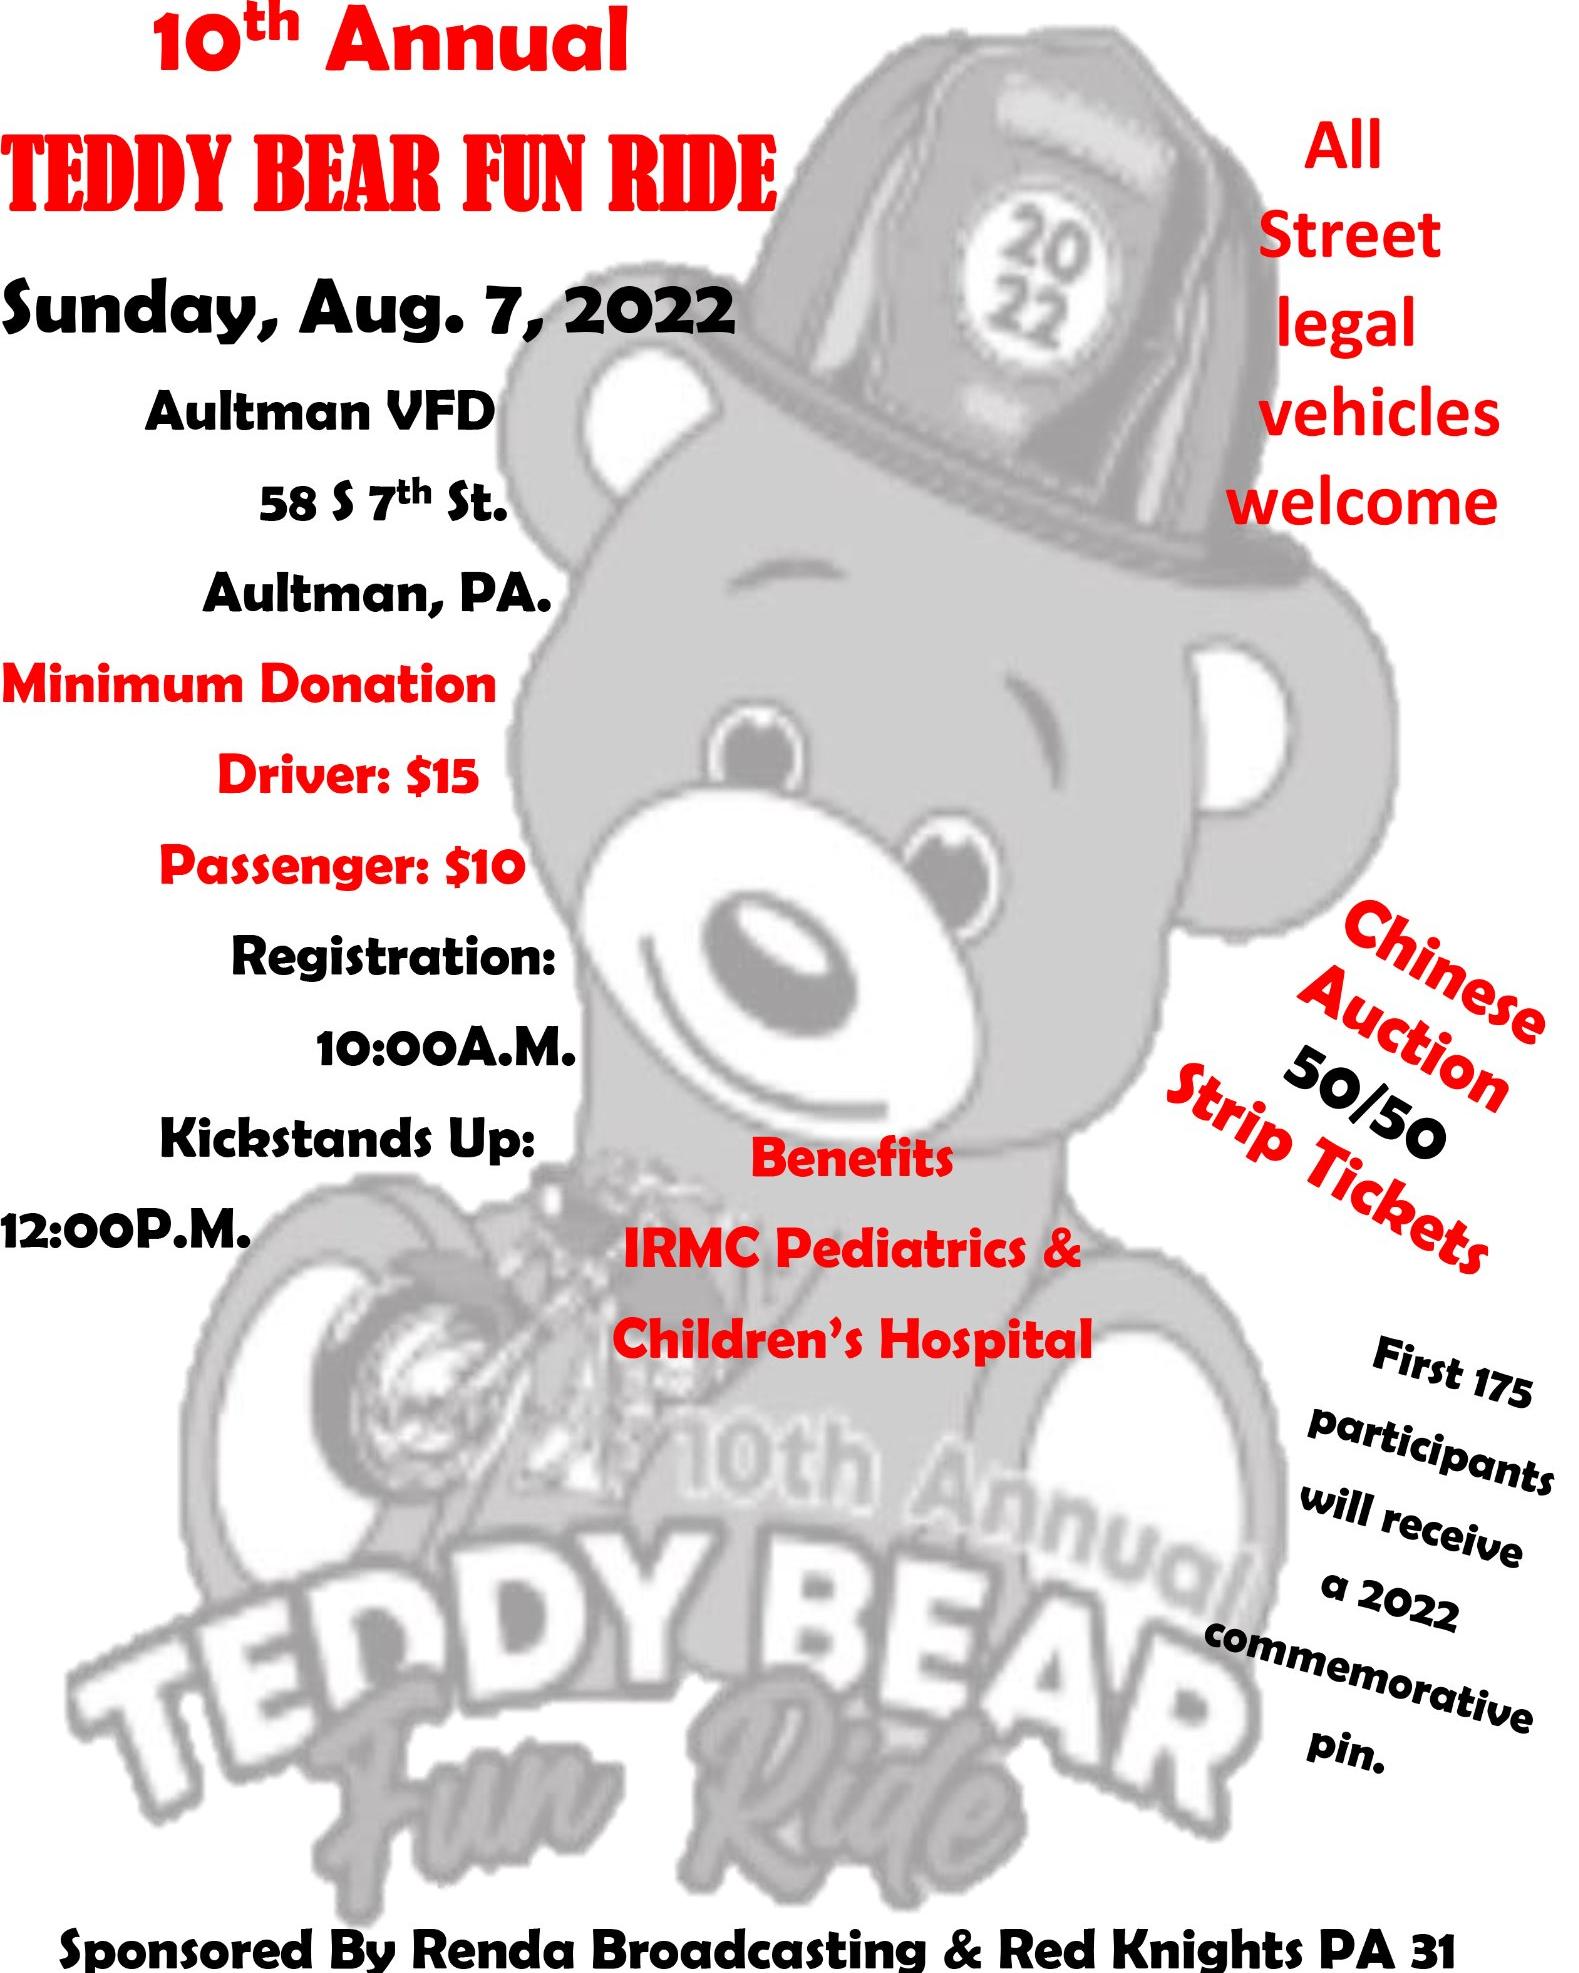 10th Annual
TEDDY BEAR FUN RIDE
Sunday, Aug. 7, 2022
Aultman VFD
58 S 7th St.
Aultman, PA.
Minimum Donation
Driver: $15
Passenger: $10
Registration:
10:00A.M.
Kickstands Up:
12:00P.M.
All
Street
legal
vehicles
welcome
20
22
Chinese
Auction
50/50
Strip Tickets
Benefits
IRMC Pediatrics &
Children’s Hospital
First 175
participants
will receive
a 2022
commemorative
pin.
10th Annual
TEDDY BEAR
Fun Ride
Sponsored By Renda Broadcasting & Red Knights PA 31